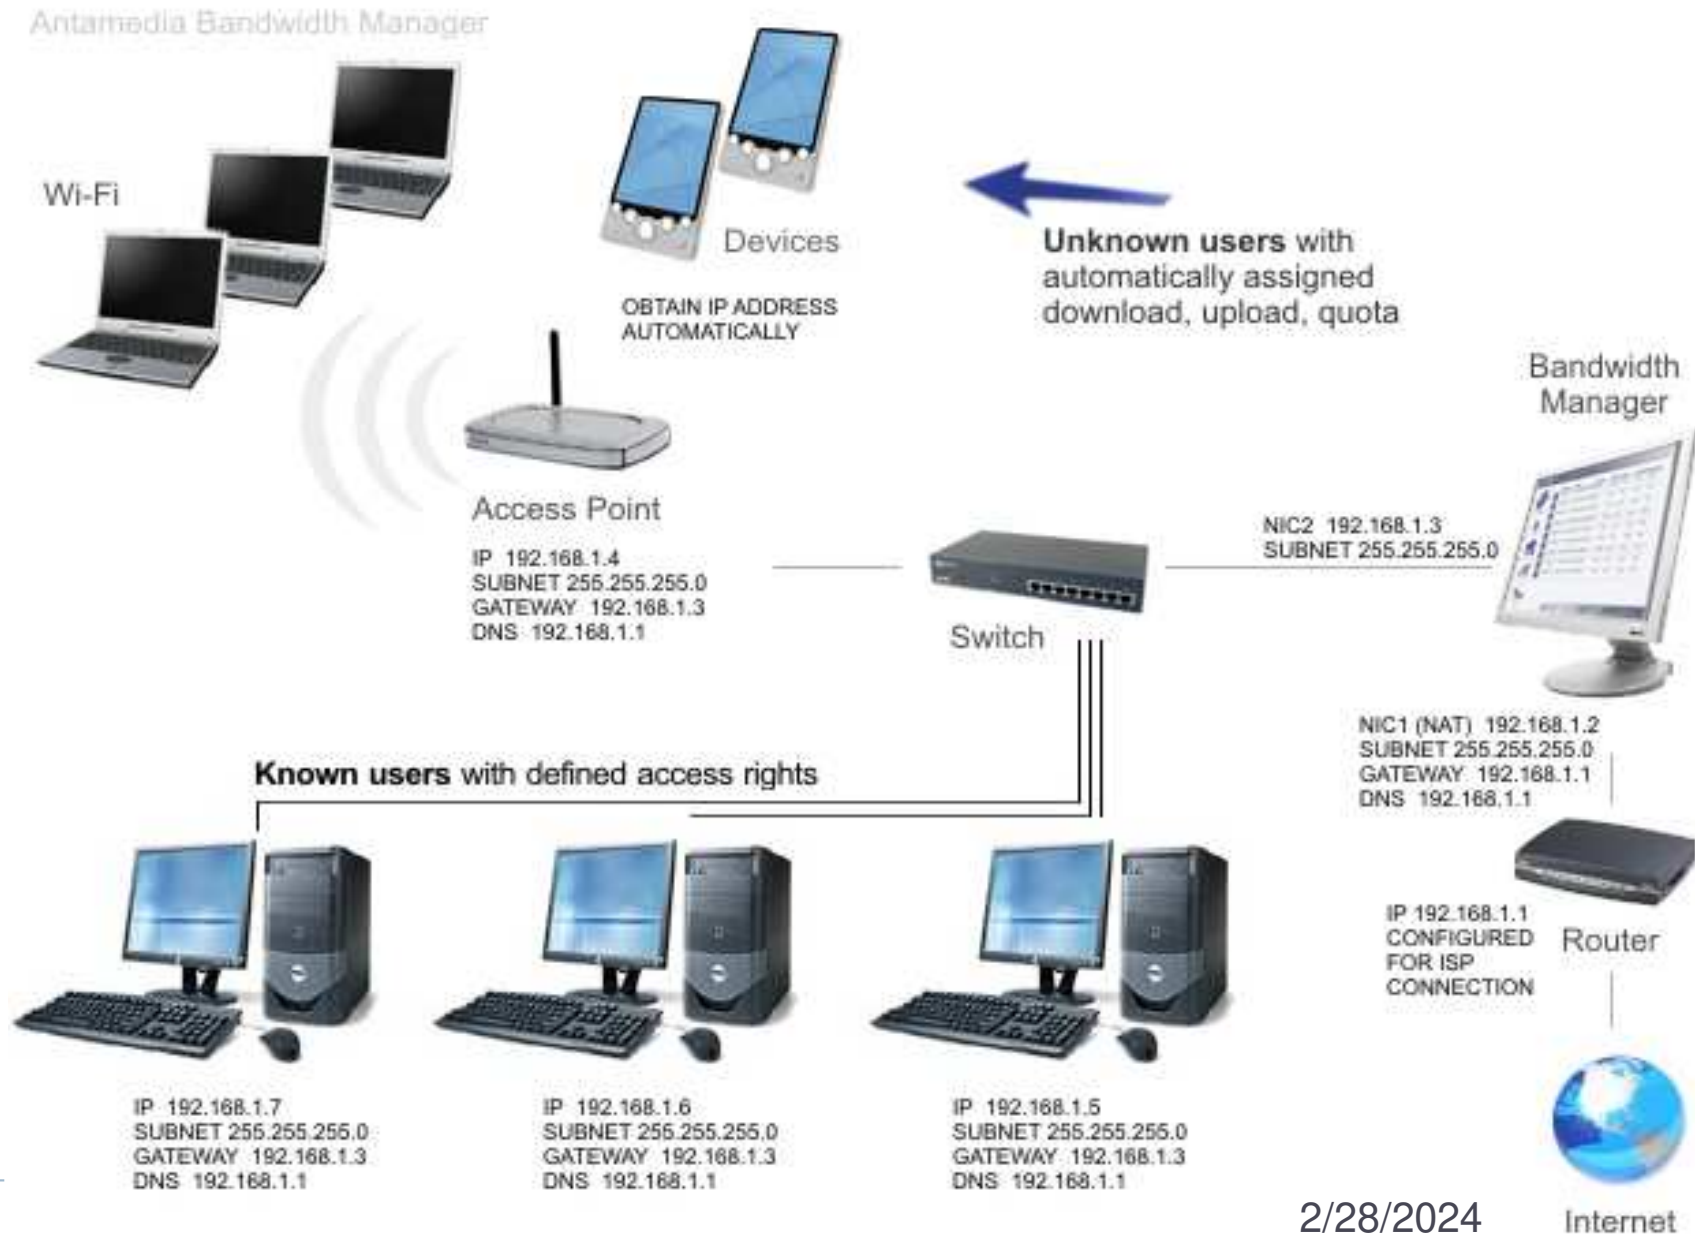 Antamedia Bandwidth Manager
Wi-Fi
Devices
OBTAIN IP ADDRESS
AUTOMATICALLY
Unknown users with
automatically assigned
download, upload, quota
Bandwidth
Manager
Access Point
IP 192.168.1.4
SUBNET 255.255.255.0
GATEWAY 192.168.1.3
DNS 192.168.1.1
Switch
NIC2 192.168.1.3
SUBNET 255.255.255.0
NIC1 (NAT) 192.168.1.2
SUBNET 255.255.255.0
GATEWAY 192.168.1.1
DNS 192.168.1.1
Known users with defined access rights
IP 192.168.1.1
CONFIGURED
FOR ISP
CONNECTION
Router
IP 192.168.1.7
SUBNET 255.255.255.0
GATEWAY 192.168.1.3
DNS 192.168.1.1
IP 192.168.1.6
SUBNET 255.255.255.0
GATEWAY 192.168.1.3
DNS 192.168.1.1
IP 192.168.1.5
SUBNET 255.255.255.0
GATEWAY 192.168.1.3
DNS 192.168.1.1
2/28/2024
Internet